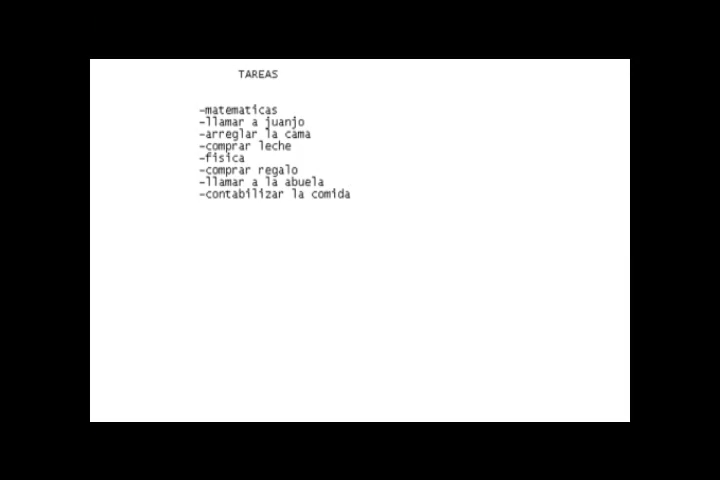 TAREAS
-matematicas
-llamar a juanjo
-arreglar la cama
-comprar leche
-fisica
-comprar regalo
-llamar a la abuela
-contabilizar la comida